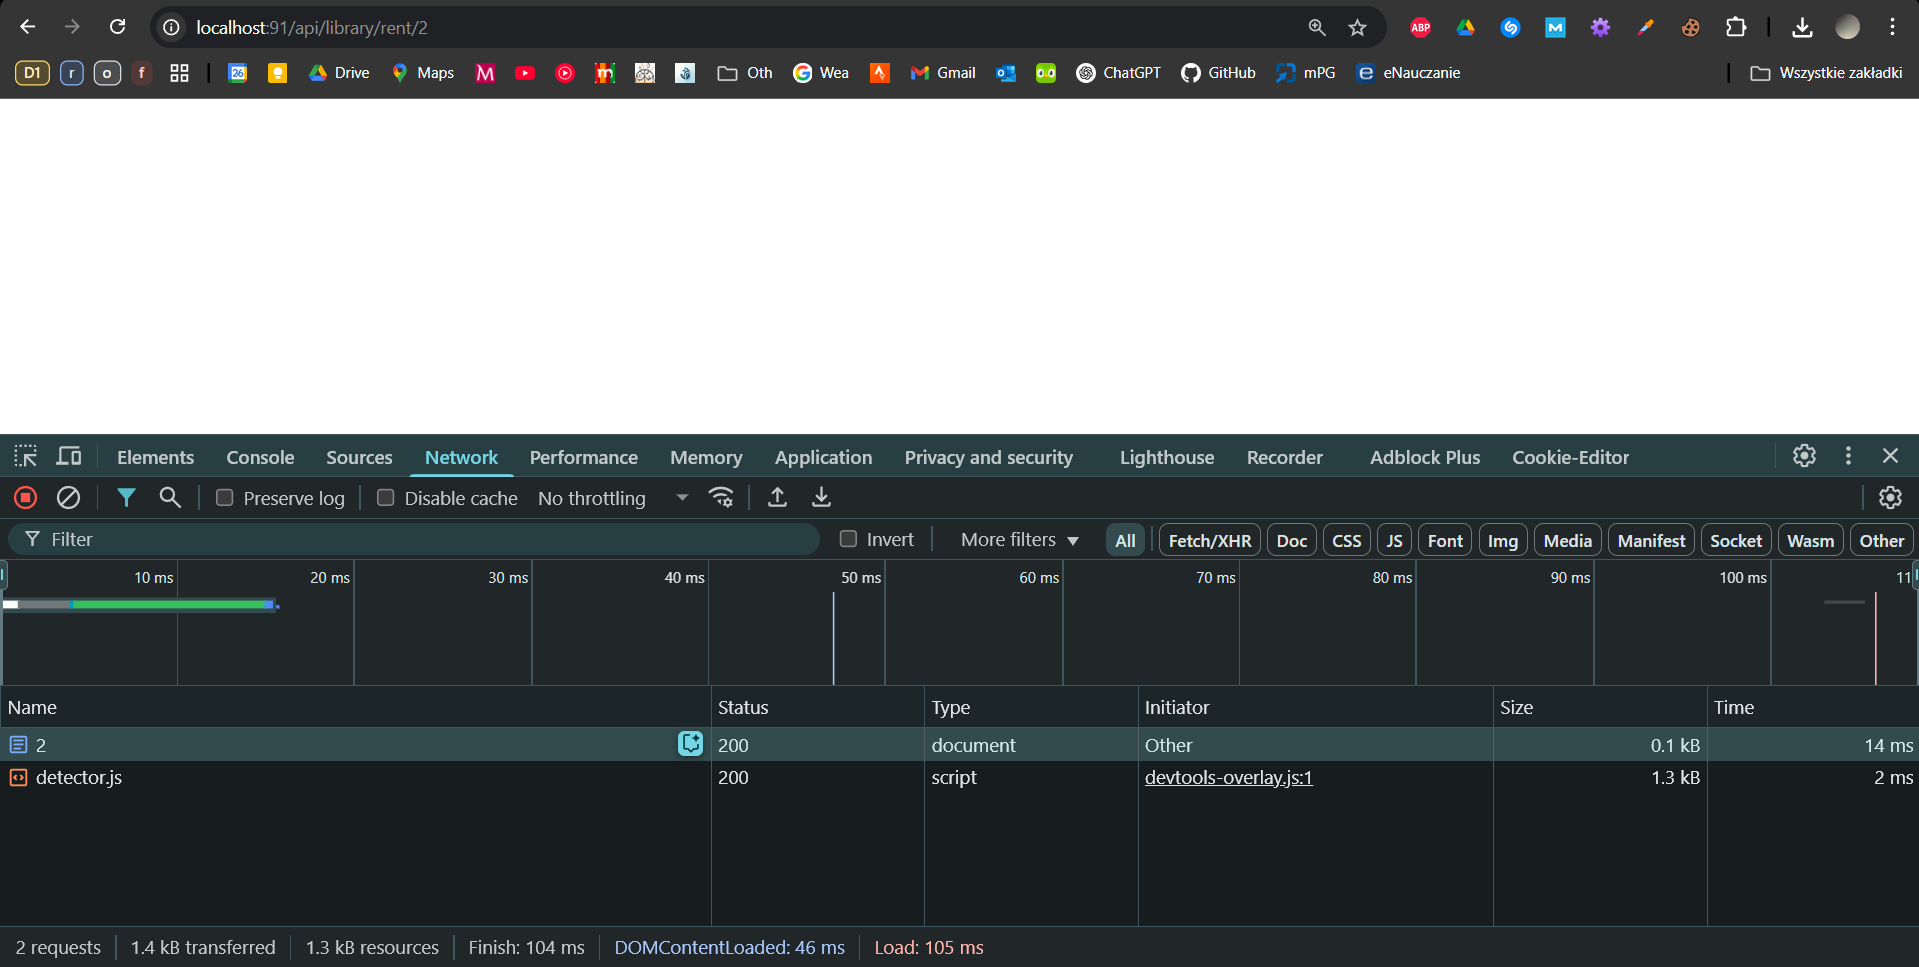 localhost:91/api/library/rent/2
ABP
M
D1 r o f 26 Drive Maps M Oth Wea Gmail ChatGPT GitHub mPG e eNauczanie Wszystkie zakładki
Elements Console Sources Network Performance Memory Application Privacy and security Lighthouse Recorder Adblock Plus Cookie-Editor
Preserve log Disable cache No throttling
Filter Invert More filters All Fetch/XHR Doc CSS JS Font Img Media Manifest Socket Wasm Other
10 ms 20 ms 30 ms 40 ms 50 ms 60 ms 70 ms 80 ms 90 ms 100 ms 11
Name Status Type Initiator Size Time
2 200 document Other 0.1 kB 14 ms
detector.js 200 script devtools-overlay.js:1 1.3 kB 2 ms
2 requests 1.4 kB transferred 1.3 kB resources Finish: 104 ms DOMContentLoaded: 46 ms Load: 105 ms